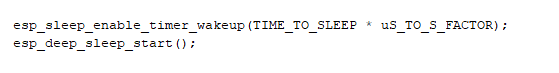 esp_sleep_enable_timer_wakeup(TIME_TO_SLEEP * uS_TO_S_FACTOR);
esp_deep_sleep_start();